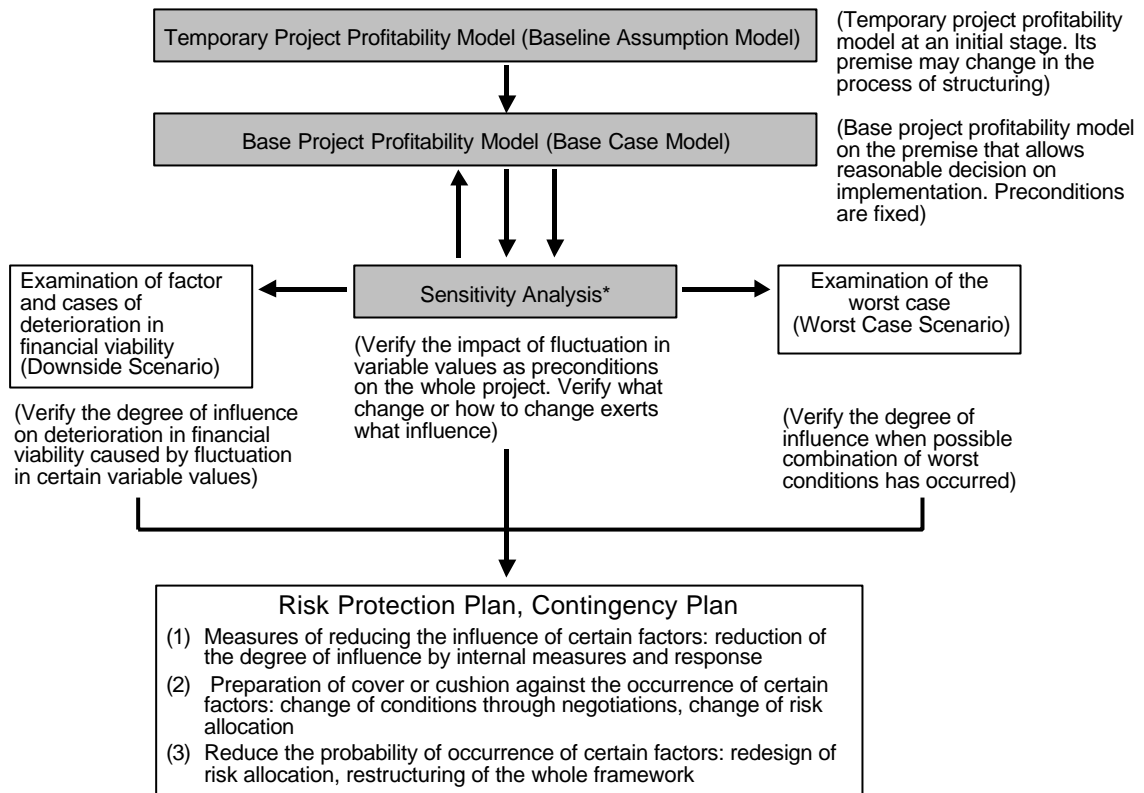 Temporary Project Profitability Model (Baseline Assumption Model)
(Temporary project profitability
model at an initial stage. Its
premise may change in the
process of structuring)
Base Project Profitability Model (Base Case Model)
(Base project profitability model
on the premise that allows
reasonable decision on
implementation. Preconditions
are fixed)
Examination of factor
and cases of
deterioration in
financial viability
(Downside Scenario)
(Verify the degree of influence
on deterioration in financial
viability caused by fluctuation
in certain variable values)
Sensitivity Analysis*
(Verify the impact of fluctuation in
variable values as preconditions
on the whole project. Verify what
change or how to change exerts
what influence)
Examination of the
worst case
(Worst Case Scenario)
(Verify the degree of
influence when possible
combination of worst
conditions has occurred)
Risk Protection Plan, Contingency Plan
(1) Measures of reducing the influence of certain factors: reduction of
the degree of influence by internal measures and response
(2) Preparation of cover or cushion against the occurrence of certain
factors: change of conditions through negotiations, change of risk
allocation
(3) Reduce the probability of occurrence of certain factors: redesign of
risk allocation, restructuring of the whole framework